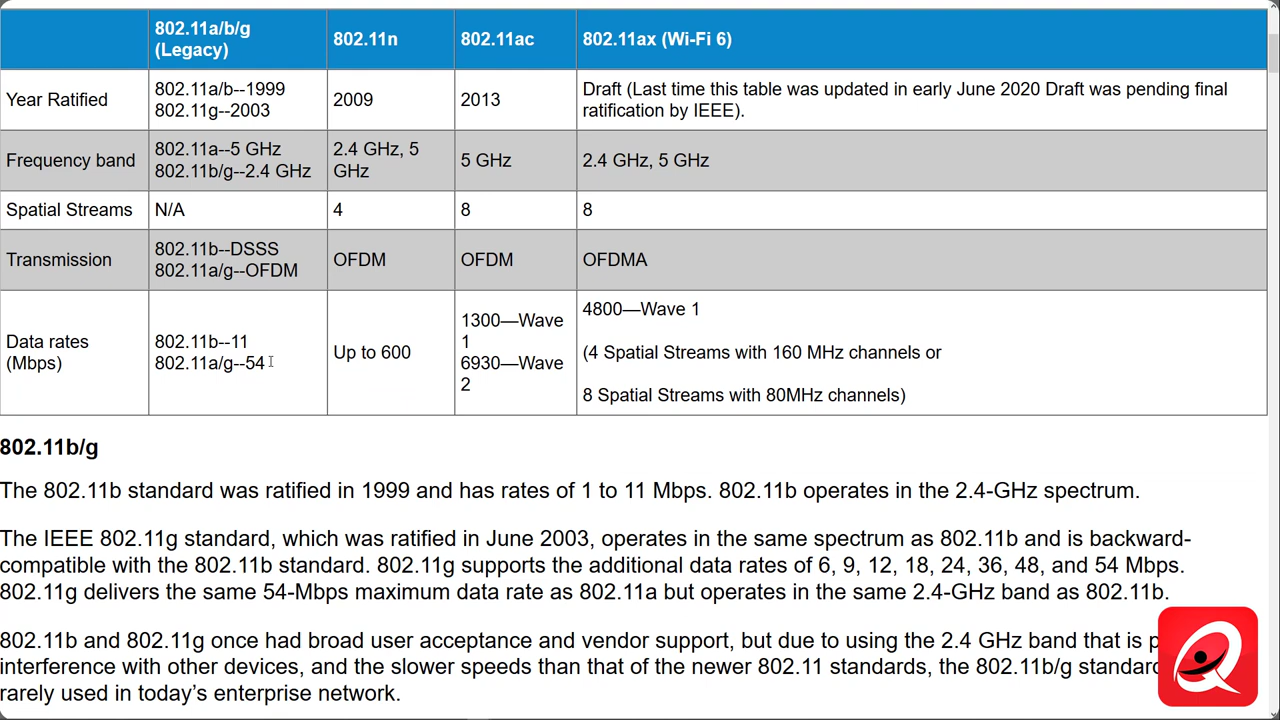 802.11a/b/g
(Legacy)
802.11n
802.11ac
802.11ax (Wi-Fi 6)
Year Ratified
802.11a/b--1999
802.11g--2003
2009
2013
Draft (Last time this table was updated in early June 2020 Draft was pending final
ratification by IEEE).
Frequency band
802.11a--5 GHz
802.11b/g--2.4 GHz
2.4 GHz, 5
GHz
5 GHz
2.4 GHz, 5 GHz
Spatial Streams
N/A
4
8
8
Transmission
802.11b--DSSS
802.11a/g--OFDM
OFDM
OFDM
OFDMA
Data rates
(Mbps)
802.11b--11
802.11a/g--54
Up to 600
1300—Wave
1
6930—Wave
2
4800—Wave 1
(4 Spatial Streams with 160 MHz channels or
8 Spatial Streams with 80MHz channels)
802.11b/g
The 802.11b standard was ratified in 1999 and has rates of 1 to 11 Mbps. 802.11b operates in the 2.4-GHz spectrum.
The IEEE 802.11g standard, which was ratified in June 2003, operates in the same spectrum as 802.11b and is backward-
compatible with the 802.11b standard. 802.11g supports the additional data rates of 6, 9, 12, 18, 24, 36, 48, and 54 Mbps.
802.11g delivers the same 54-Mbps maximum data rate as 802.11a but operates in the same 2.4-GHz band as 802.11b.
802.11b and 802.11g once had broad user acceptance and vendor support, but due to using the 2.4 GHz band that is
interference with other devices, and the slower speeds than that of the newer 802.11 standards, the 802.11b/g
rarely used in today’s enterprise network.